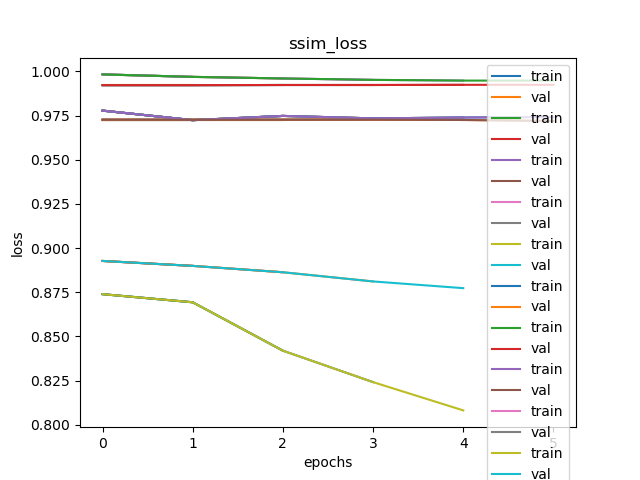 ssim_loss
1.000
0.975
0.950
0.925
0.900
0.875
0.850
0.825
0.800
loss
0
1
2
3
4
5
epochs
train
val
train
val
train
val
train
val
train
val
train
val
train
val
train
val
train
val
train
val